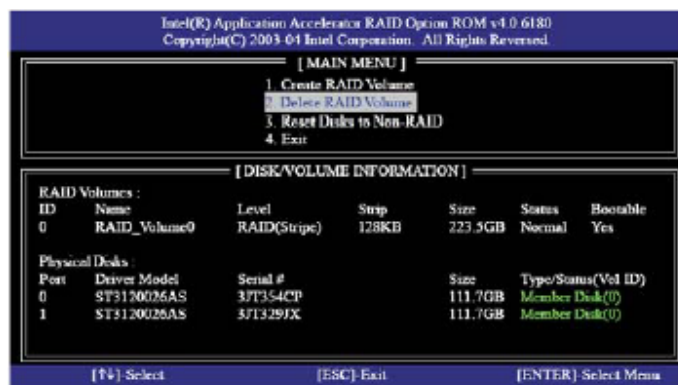 Intel(R) Application Accelerator RAID Option ROM v4.0 6180
Copyright(C) 2003-04 Intel Corporation. All Rights Reversed.
[ MAIN MENU ]
1. Create RAID Volume
2. Delete RAID Volume
3. Reset Disks to Non-RAID
4. Exit
[ DISK/VOLUME INFORMATION ]
RAID Volumes :
ID Name Level Strip Size Status Bootable
0 RAID_Volume0 RAID(Stripe) 128KB 223.5GB Normal Yes
Physical Disks :
Port Driver Model Serial # Size Type/Status(Vol ID)
0 ST3120026AS 3JT354CP 111.7GB Member Disk(0)
1 ST3120026AS 3JT329JX 111.7GB Member Disk(0)
[↑↓]-Select [ESC]-Exit [ENTER]-Select Menu